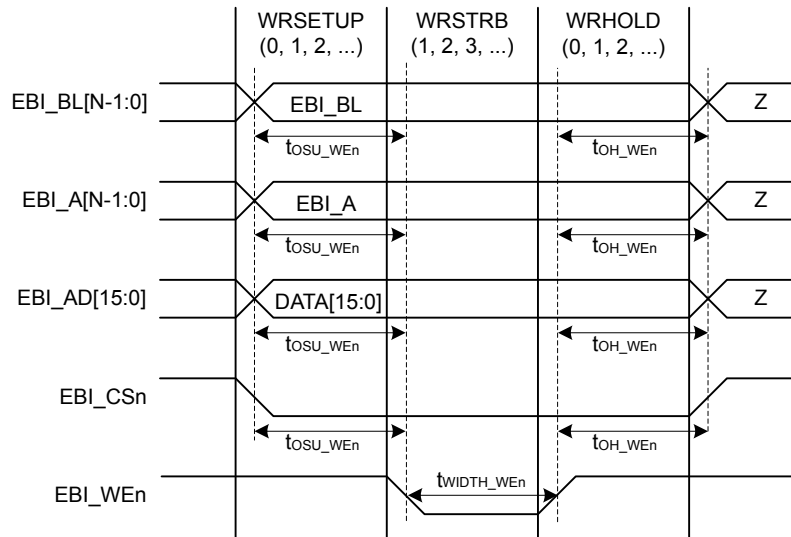 WRSETUP WRSTRB WRHOLD
(0, 1, 2, ...) (1, 2, 3, ...) (0, 1, 2, ...)
EBI_BL[N-1:0] EBI_BL Z
tOSU_WEn tOH_WEn
EBI_A[N-1:0] EBI_A Z
tOSU_WEn tOH_WEn
EBI_AD[15:0] DATA[15:0] Z
tOSU_WEn tOH_WEn
EBI_CSn
tOSU_WEn tOH_WEn
EBI_WEn tWIDTH_WEn